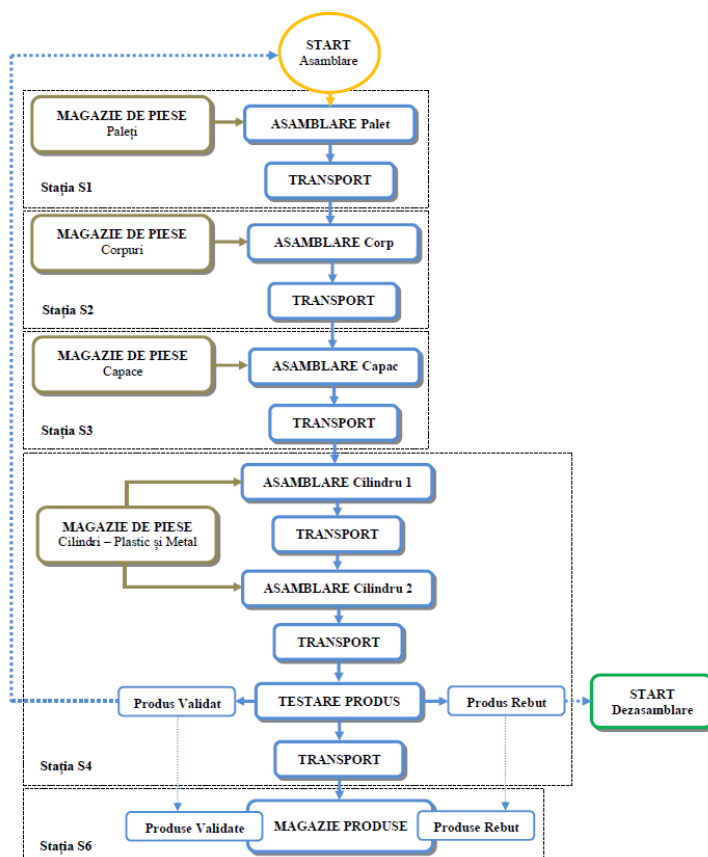 START
Asamblare
MAGAZIE DE PIESE
Paleți
ASAMBLARE Palet
TRANSPORT
Stația S1
MAGAZIE DE PIESE
Corpuri
ASAMBLARE Corp
TRANSPORT
Stația S2
MAGAZIE DE PIESE
Capace
ASAMBLARE Capac
TRANSPORT
Stația S3
ASAMBLARE Cilindru 1
MAGAZIE DE PIESE
Cilindri – Plastic și Metal
TRANSPORT
ASAMBLARE Cilindru 2
TRANSPORT
Produs Validat
TESTARE PRODUS
Produs Rebut
START
Dezasamblare
TRANSPORT
Stația S4
Produse Validate
MAGAZIE PRODUSE
Produse Rebut
Stația S6